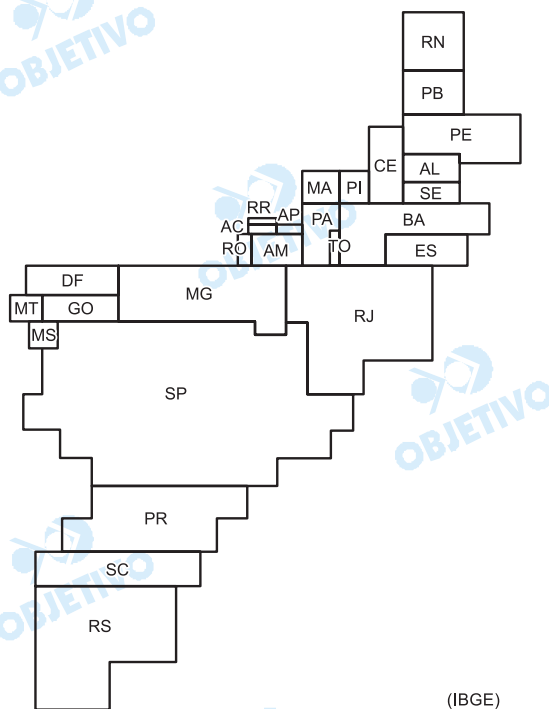 OBJETIVO
RN
PB
PE
CE
AL
MA
PI
SE
RR
AP
PA
BA
AC
RO
AM
TO
ES
OBJETIVO
DF
MG
MT
GO
RJ
MS
SP
OBJETIVO
PR
SC
OBJETIVO
RS
(IBGE)